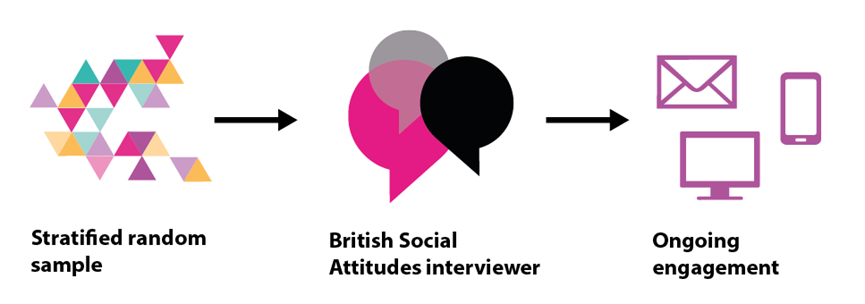 Stratified random
sample
British Social
Attitudes interviewer
Ongoing
engagement